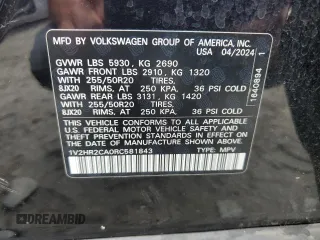 MFD BY VOLKSWAGEN GROUP OF AMERICA, INC.
USA 04/2024
GVWR LBS 5930, KG 2690
GAWR FRONT LBS 2910, KG 1320
WITH 255/50R20 TIRES,
8JX20 RIMS, AT 250 KPA, 36 PSI COLD
GAWR REAR LBS 3131, KG 1420
WITH 255/50R20 TIRES,
8JX20 RIMS, AT 250 KPA, 36 PSI COLD
THIS VEHICLE CONFORMS TO ALL APPLICABLE
FEDERAL MOTOR VEHICLE SAFETY AND THEFT
PREVENTION STANDARDS IN EFFECT ON THE
DATE OF MANUFACTURE SHOWN ABOVE.
1V2HR2CA0RC581843 TYPE: MPV
1640894
1
AUTOBIDMASTER